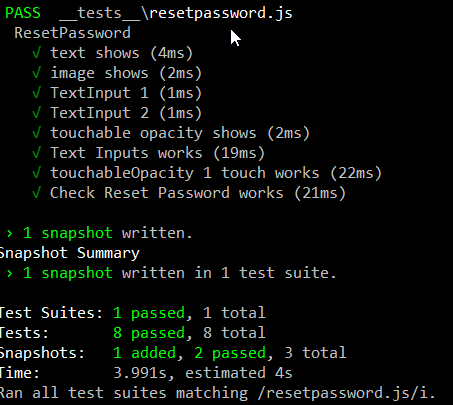 PASS  __tests__\resetpassword.js
ResetPassword
√ text shows (4ms)
√ image shows (2ms)
√ TextInput 1 (1ms)
√ TextInput 2 (1ms)
√ touchable opacity shows (2ms)
√ Text Inputs works (19ms)
√ touchableOpacity 1 touch works (22ms)
√ Check Reset Password works (21ms)
› 1 snapshot written.
Snapshot Summary
› 1 snapshot written in 1 test suite.
Test Suites: 1 passed, 1 total
Tests:       8 passed, 8 total
Snapshots:   1 added, 2 passed, 3 total
Time:        3.991s, estimated 4s
Ran all test suites matching /resetpassword.js/i.